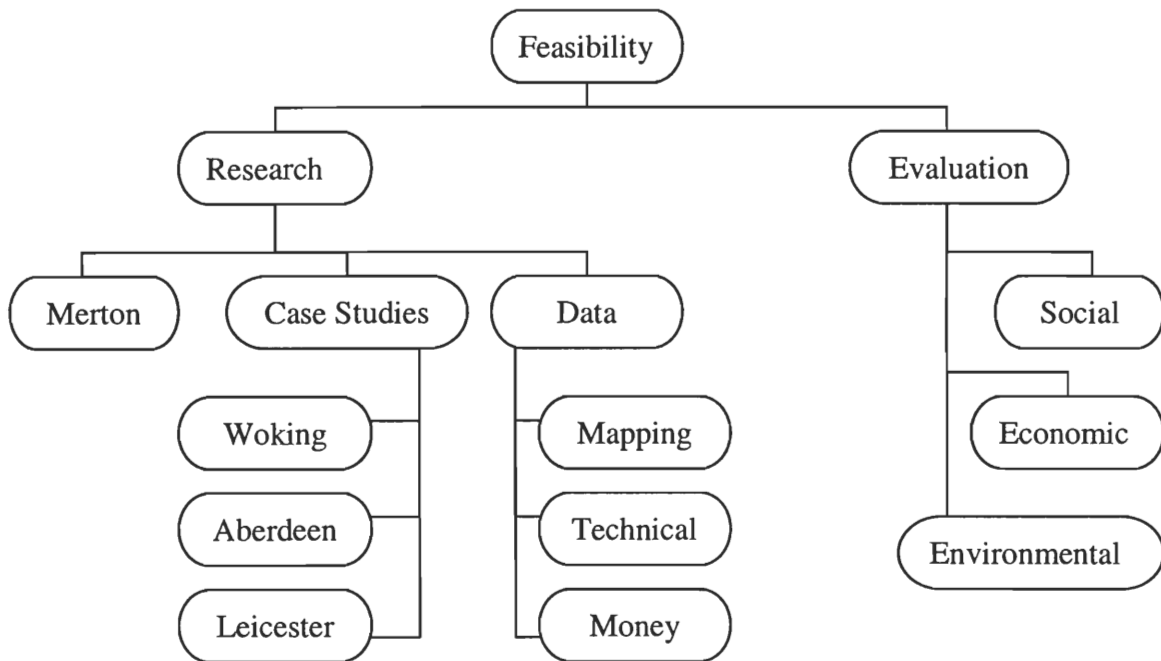 Feasibility
Research
Evaluation
Merton
Case Studies
Data
Social
Woking
Mapping
Economic
Aberdeen
Technical
Environmental
Leicester
Money